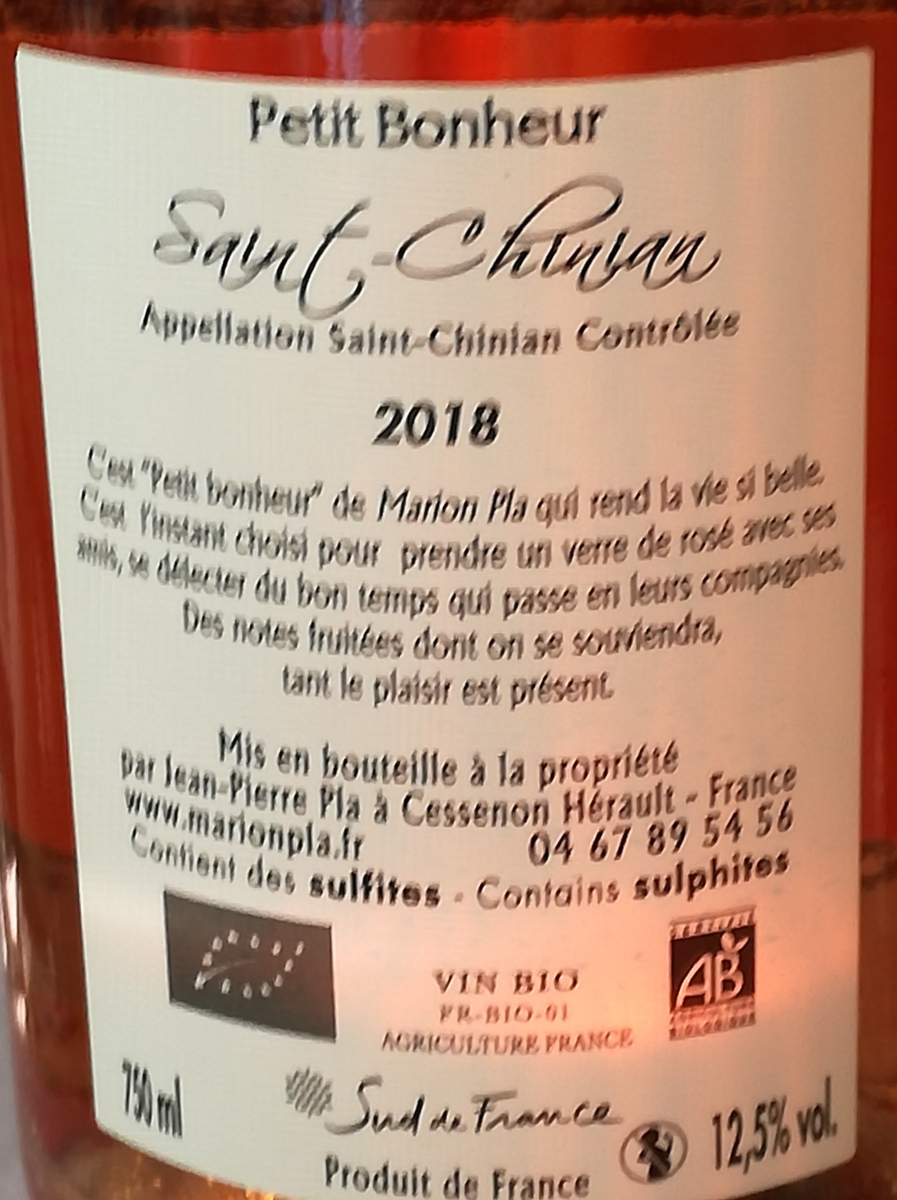 Petit Bonheur
Saint-Chinian
Appellation Saint-Chinian Contrôlée
2018
C'est "Petit bonheur" de Marion Pla qui rend la vie si belle.
C'est l'instant choisi pour prendre un verre de rosé avec ses
amis, se délecter du bon temps qui passe en leurs compagnies.
Des notes fruitées dont on se souviendra,
tant le plaisir est présent.
Mis en bouteille à la propriété
par Jean-Pierre Pla à Cessenon Hérault - France
www.marionpla.fr 04 67 89 54 56
Contient des sulfites - Contains sulphites
VIN BIO
FR-BIO-01
AGRICULTURE FRANCE
AB
AGRICULTURE
BIOLOGIQUE
750 ml
Sud de France
12,5% vol.
Produit de France